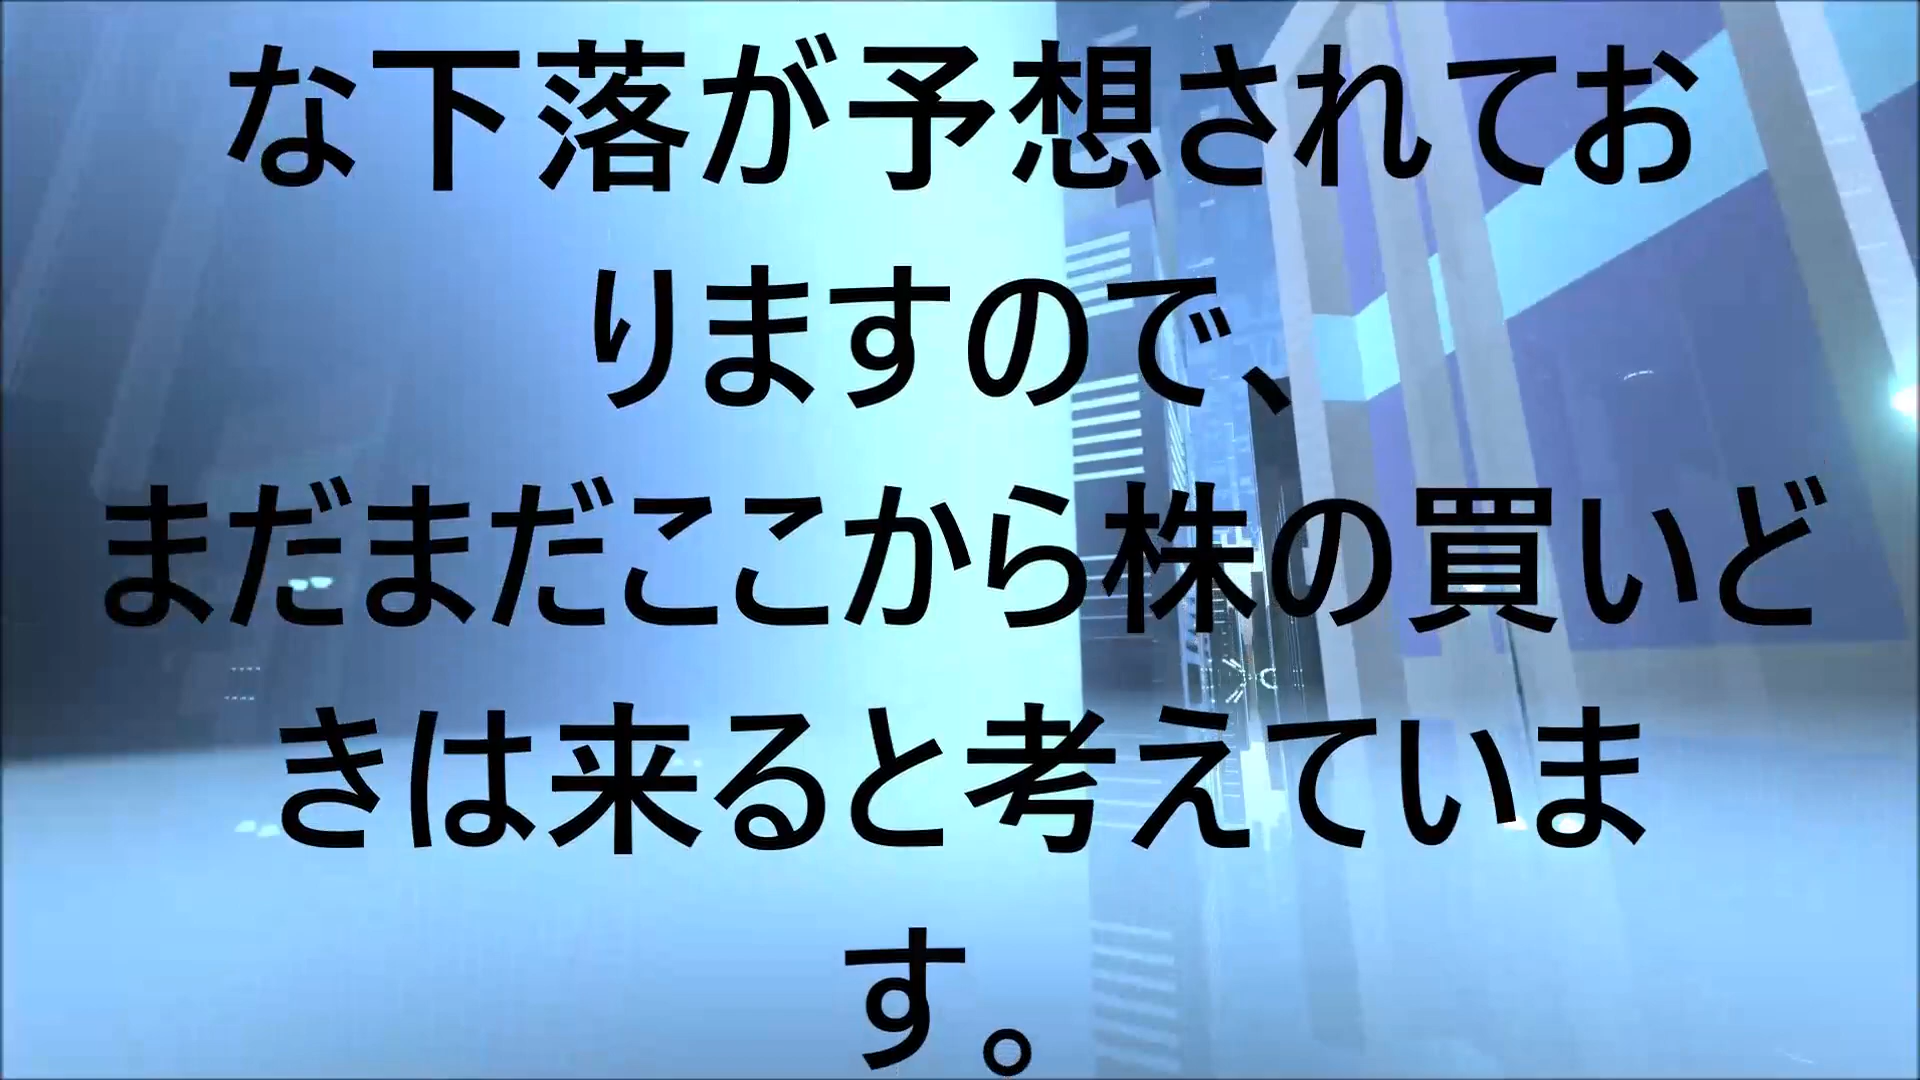 な下落が予想されてお
りますので、
まだまだここから株の買いど
きは来ると考えていま
す。